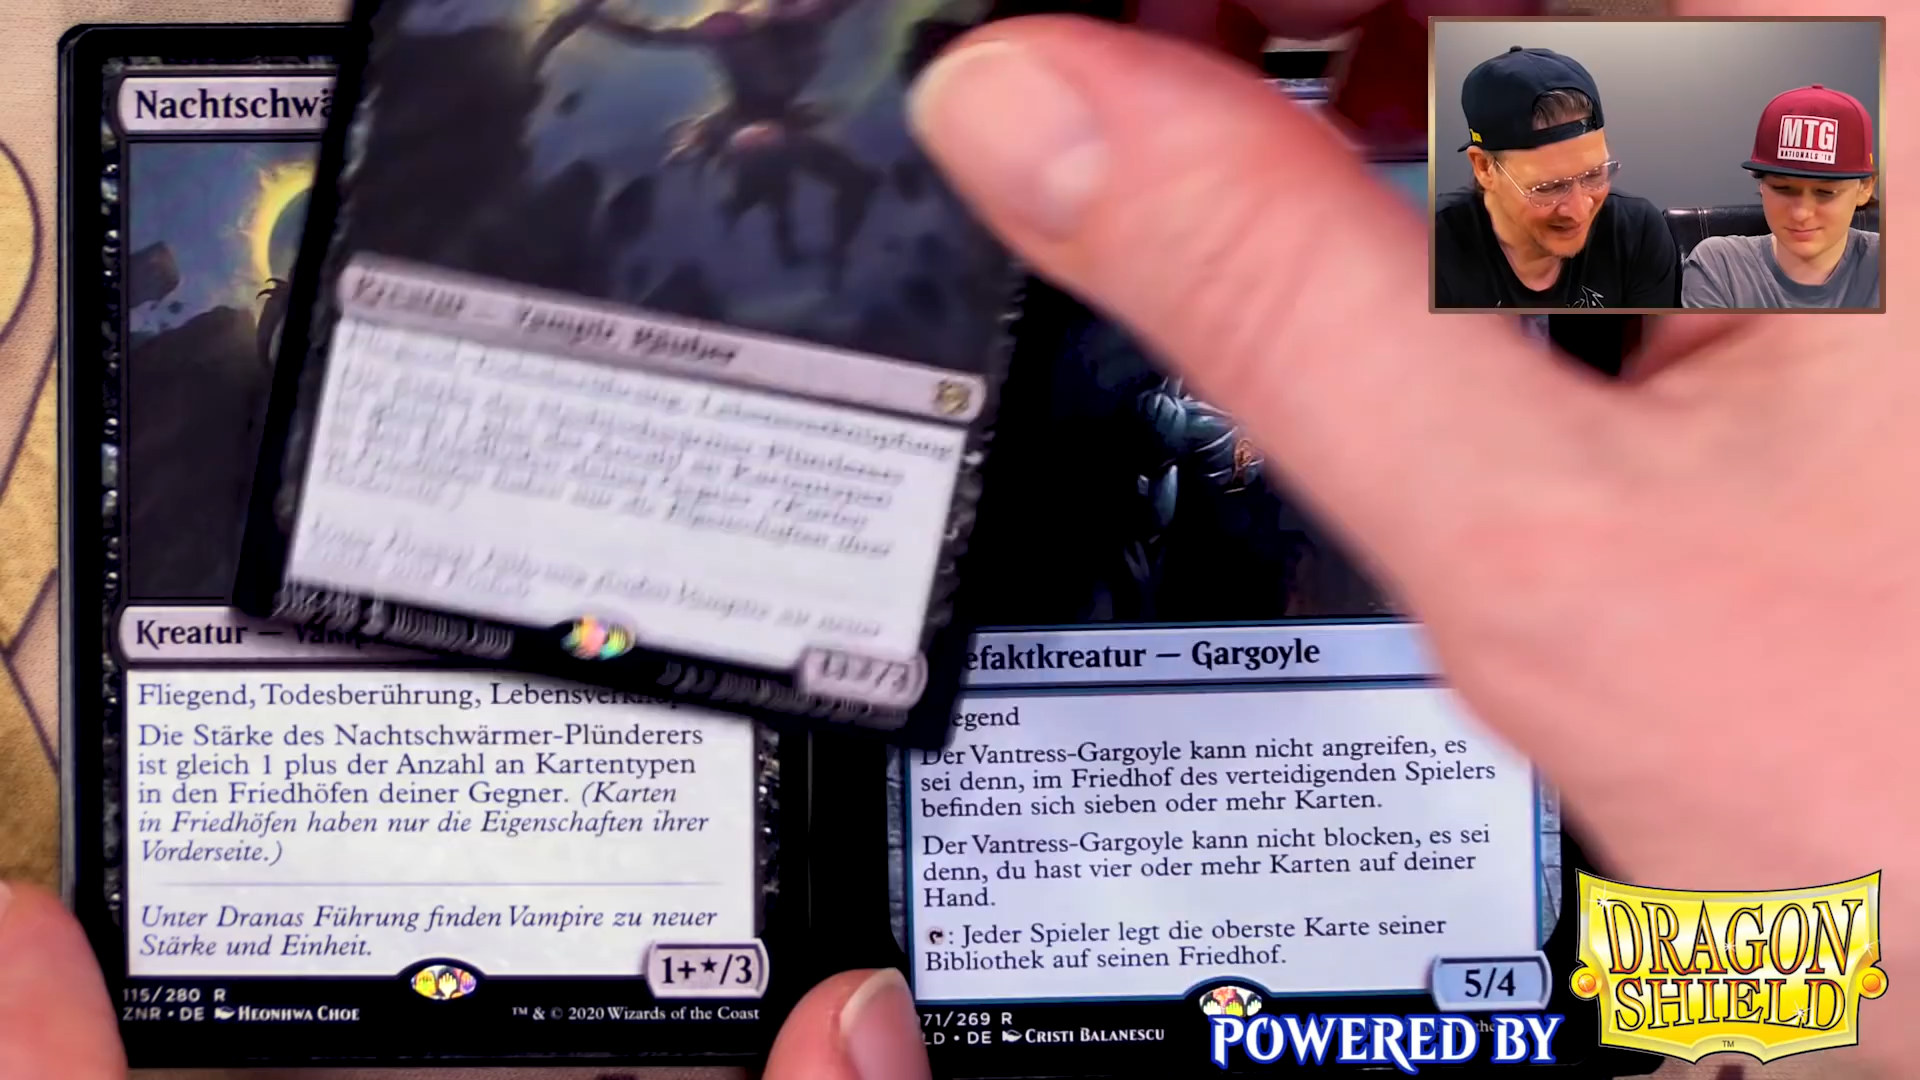 Nachtschwä
Kreatur —
Fliegend, Todesberührung,
Die Stärke des Nachtschwärmer-Plünderers
ist gleich 1 plus der Anzahl an Kartentypen
in den Friedhöfen deiner Gegner. (Karten
in Friedhöfen haben nur die Eigenschaften ihrer
Vorderseite.)
Unter Dranas Führung finden Vampire zu neuer
Stärke und Einheit.
1+★/3
115/280 R
ZNR • DE HEONHWA CHOE
™ & © 2020 Wizards of the Coast
efaktkreatur — Gargoyle
egend
Der Vantress-Gargoyle kann nicht angreifen, es
sei denn, im Friedhof des verteidigenden Spielers
befinden sich sieben oder mehr Karten.
Der Vantress-Gargoyle kann nicht blocken, es sei
denn, du hast vier oder mehr Karten auf deiner
Hand.
: Jeder Spieler legt die oberste Karte seiner
Bibliothek auf seinen Friedhof.
5/4
71/269 R
LD • DE CRISTI BALANESCU
MTG
NATIONALS '18
POWERED BY
DRAGON
SHIELD
TM